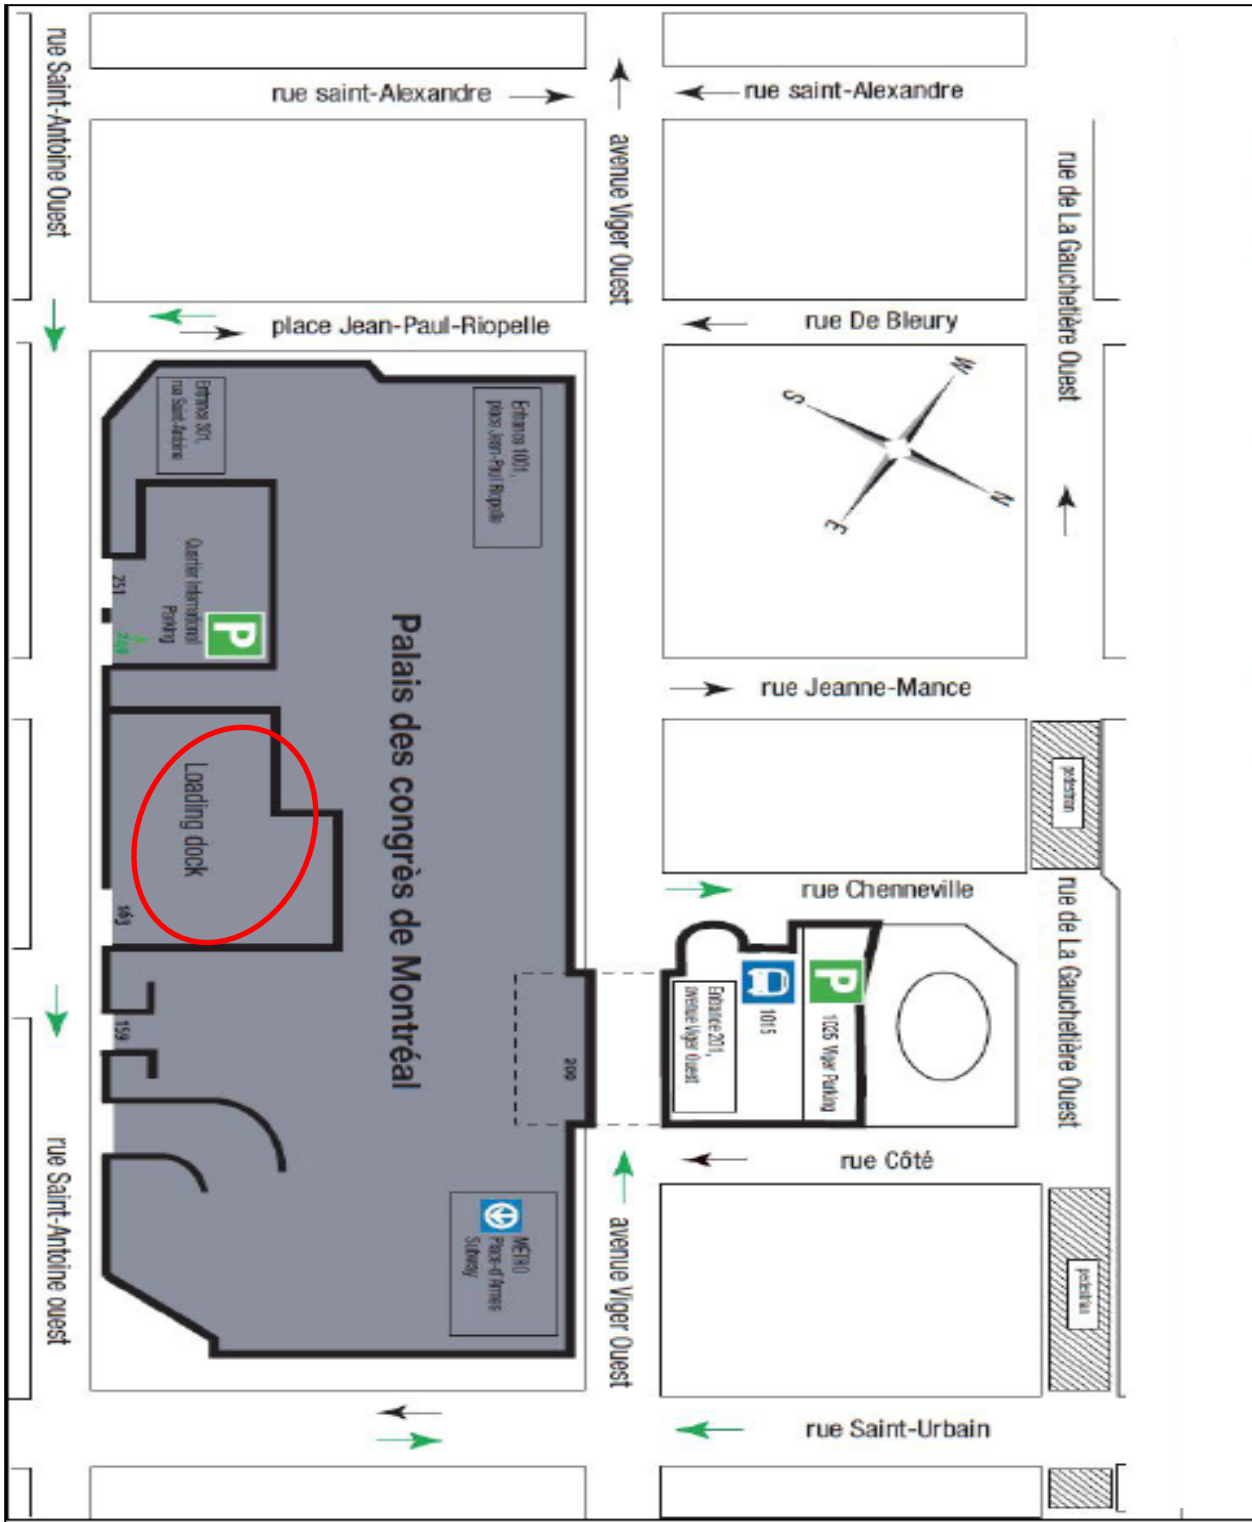 rue saint-Alexandre
rue saint-Alexandre
rue Saint-Antoine Ouest
avenue Viger Ouest
rue de La Gauchetière Ouest
place Jean-Paul-Riopelle
rue De Bleury
W
S
N
E
Entrance 301,
rue Saint-Antoine
Entrance 1001,
place Jean-Paul Riopelle
Quartier International
Parking
P
251
249
Palais des congrès de Montréal
rue Jeanne-Mance
pedestrian
Loading dock
163
rue Chenneville
rue de La Gauchetière Ouest
Entrance 201,
avenue Viger Ouest
1015
P
1025 Viger Parking
159
200
rue Côté
MÉTRO
Place-d'Armes
Subway
rue Saint-Antoine ouest
avenue Viger Ouest
pedestrian
rue Saint-Urbain